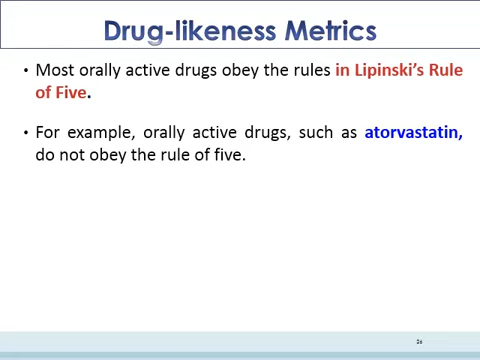 Drug-likeness Metrics
• Most orally active drugs obey the rules in Lipinski's Rule
of Five.
• For example, orally active drugs, such as atorvastatin,
do not obey the rule of five.
26